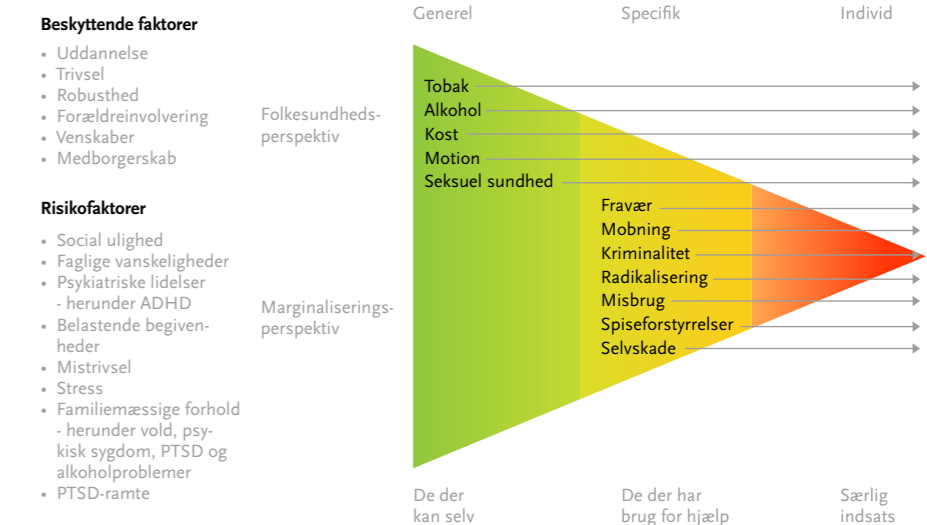 Beskyttende faktorer
• Uddannelse
• Trivsel
• Robusthed
• Forældreinvolvering
• Venskaber
• Medborgerskab
Risikofaktorer
• Social ulighed
• Faglige vanskeligheder
• Psykiatriske lidelser
- herunder ADHD
• Belastende begiven-
heder
• Mistrivsel
• Stress
• Familiemæssige forhold
- herunder vold, psy-
kisk sygdom, PTSD og
alkoholproblemer
• PTSD-ramte
Folkesundheds-
perspektiv
Marginaliserings-
perspektiv
Generel
Specifik
Individ
Tobak
Alkohol
Kost
Motion
Seksuel sundhed
Fravær
Mobning
Kriminalitet
Radikalisering
Misbrug
Spiseforstyrrelser
Selvskade
De der
kan selv
De der har
brug for hjælp
Særlig
indsats